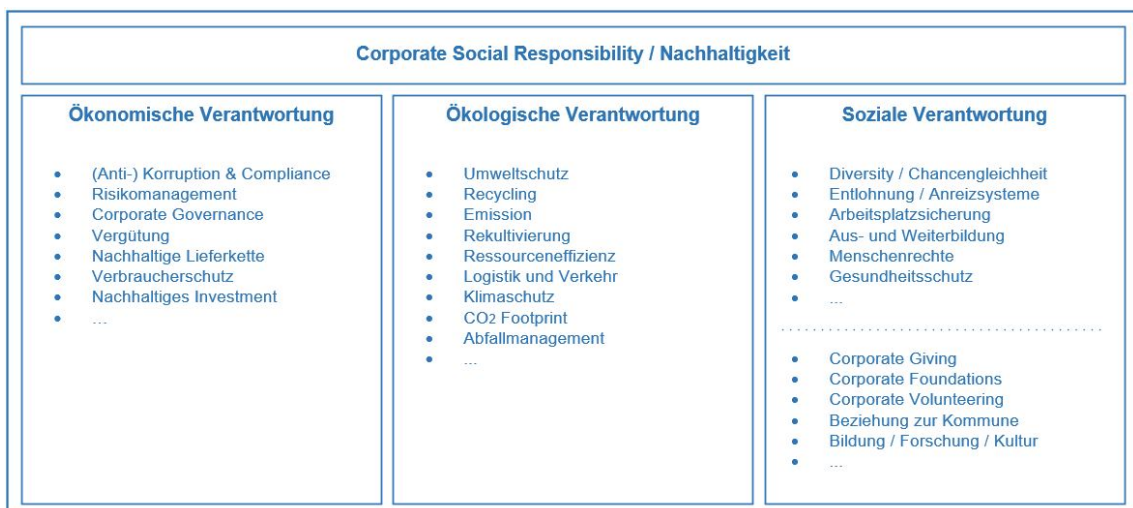 Corporate Social Responsibility / Nachhaltigkeit
Ökonomische Verantwortung
• (Anti-) Korruption & Compliance
• Risikomanagement
• Corporate Governance
• Vergütung
• Nachhaltige Lieferkette
• Verbraucherschutz
• Nachhaltiges Investment
• ...
Ökologische Verantwortung
• Umweltschutz
• Recycling
• Emission
• Rekultivierung
• Ressourceneffizienz
• Logistik und Verkehr
• Klimaschutz
• CO2 Footprint
• Abfallmanagement
• ...
Soziale Verantwortung
• Diversity / Chancengleichheit
• Entlohnung / Anreizsysteme
• Arbeitsplatzsicherung
• Aus- und Weiterbildung
• Menschenrechte
• Gesundheitsschutz
• ...
• Corporate Giving
• Corporate Foundations
• Corporate Volunteering
• Beziehung zur Kommune
• Bildung / Forschung / Kultur
• ...